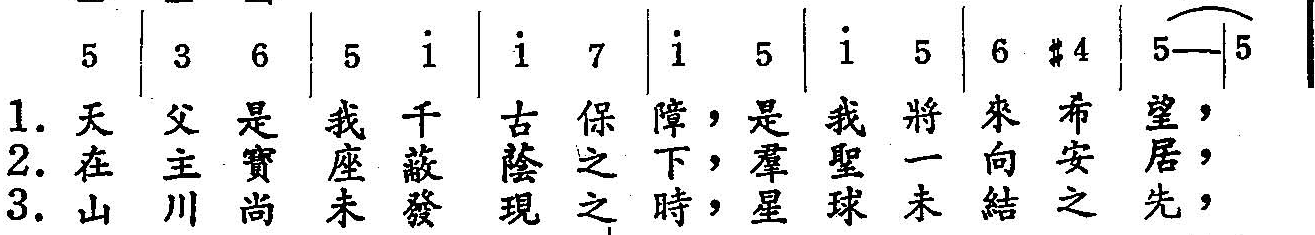 5 | 3 6 | 5 i̇ | i̇ 7 | i̇ 5 | i̇ 5 | 6 #4 | 5— | 5
1. 天父是我千古保障，是我將來希望，
2. 在主寶座蔽蔭之下，羣聖一向安居，
3. 山川尚未發現之時，星球未結之先，